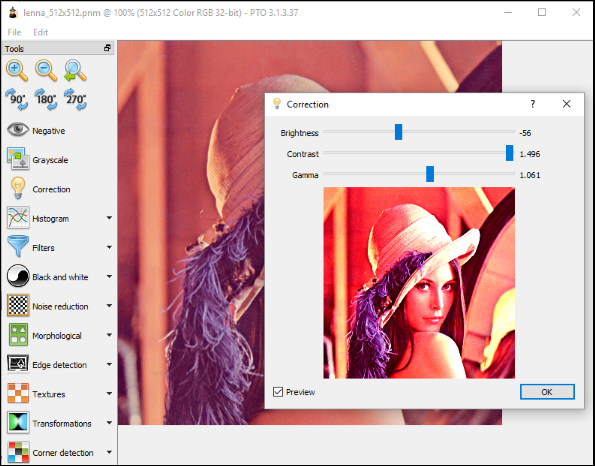 lenna_512x512.pnm @ 100% (512x512 Color RGB 32-bit) - PTO 3.1.3.37
File Edit
Tools
90° 180° 270°
Negative
Grayscale
Correction
Histogram
Filters
Black and white
Noise reduction
Morphological
Edge detection
Textures
Transformations
Corner detection
Correction ?
Brightness -56
Contrast 1.496
Gamma 1.061
Preview
OK